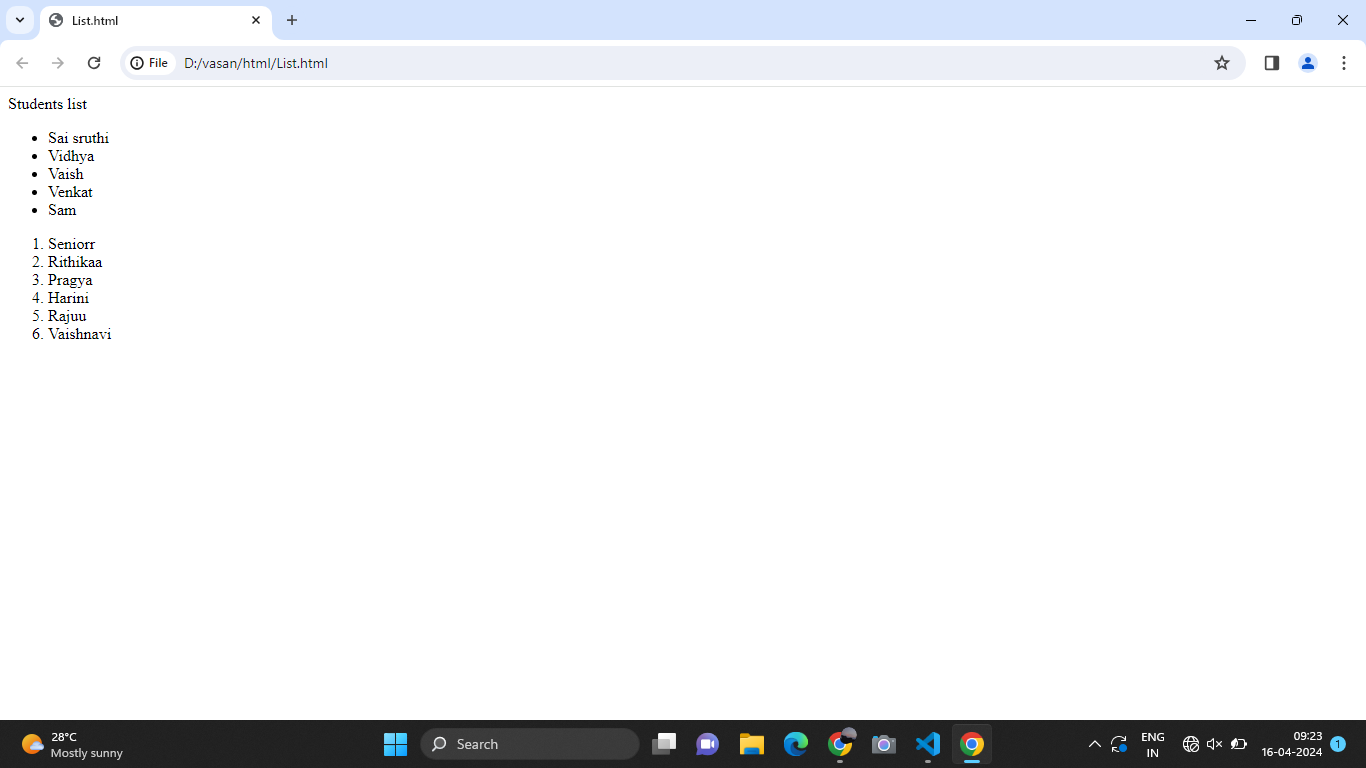 List.html
File D:/vasan/html/List.html
Students list
Sai sruthi
Vidhya
Vaish
Venkat
Sam
1. Seniorr
2. Rithikaa
3. Pragya
4. Harini
5. Rajuu
6. Vaishnavi
28°C
Mostly sunny
Search
ENG
IN
09:23
16-04-2024
1